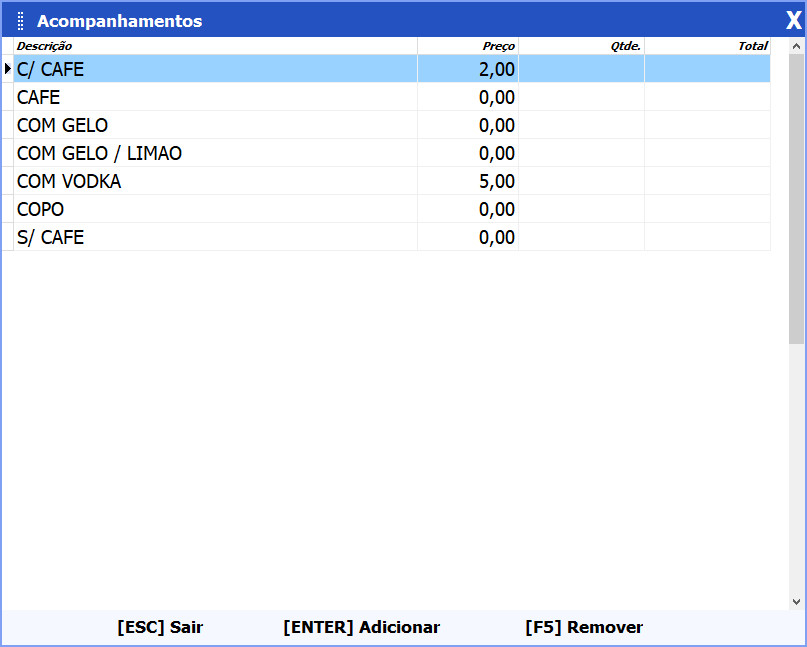 Acompanhamentos X
Descrição Preço Qtde. Total
C/ CAFE 2,00
CAFE 0,00
COM GELO 0,00
COM GELO / LIMAO 0,00
COM VODKA 5,00
COPO 0,00
S/ CAFE 0,00
[ESC] Sair [ENTER] Adicionar [F5] Remover